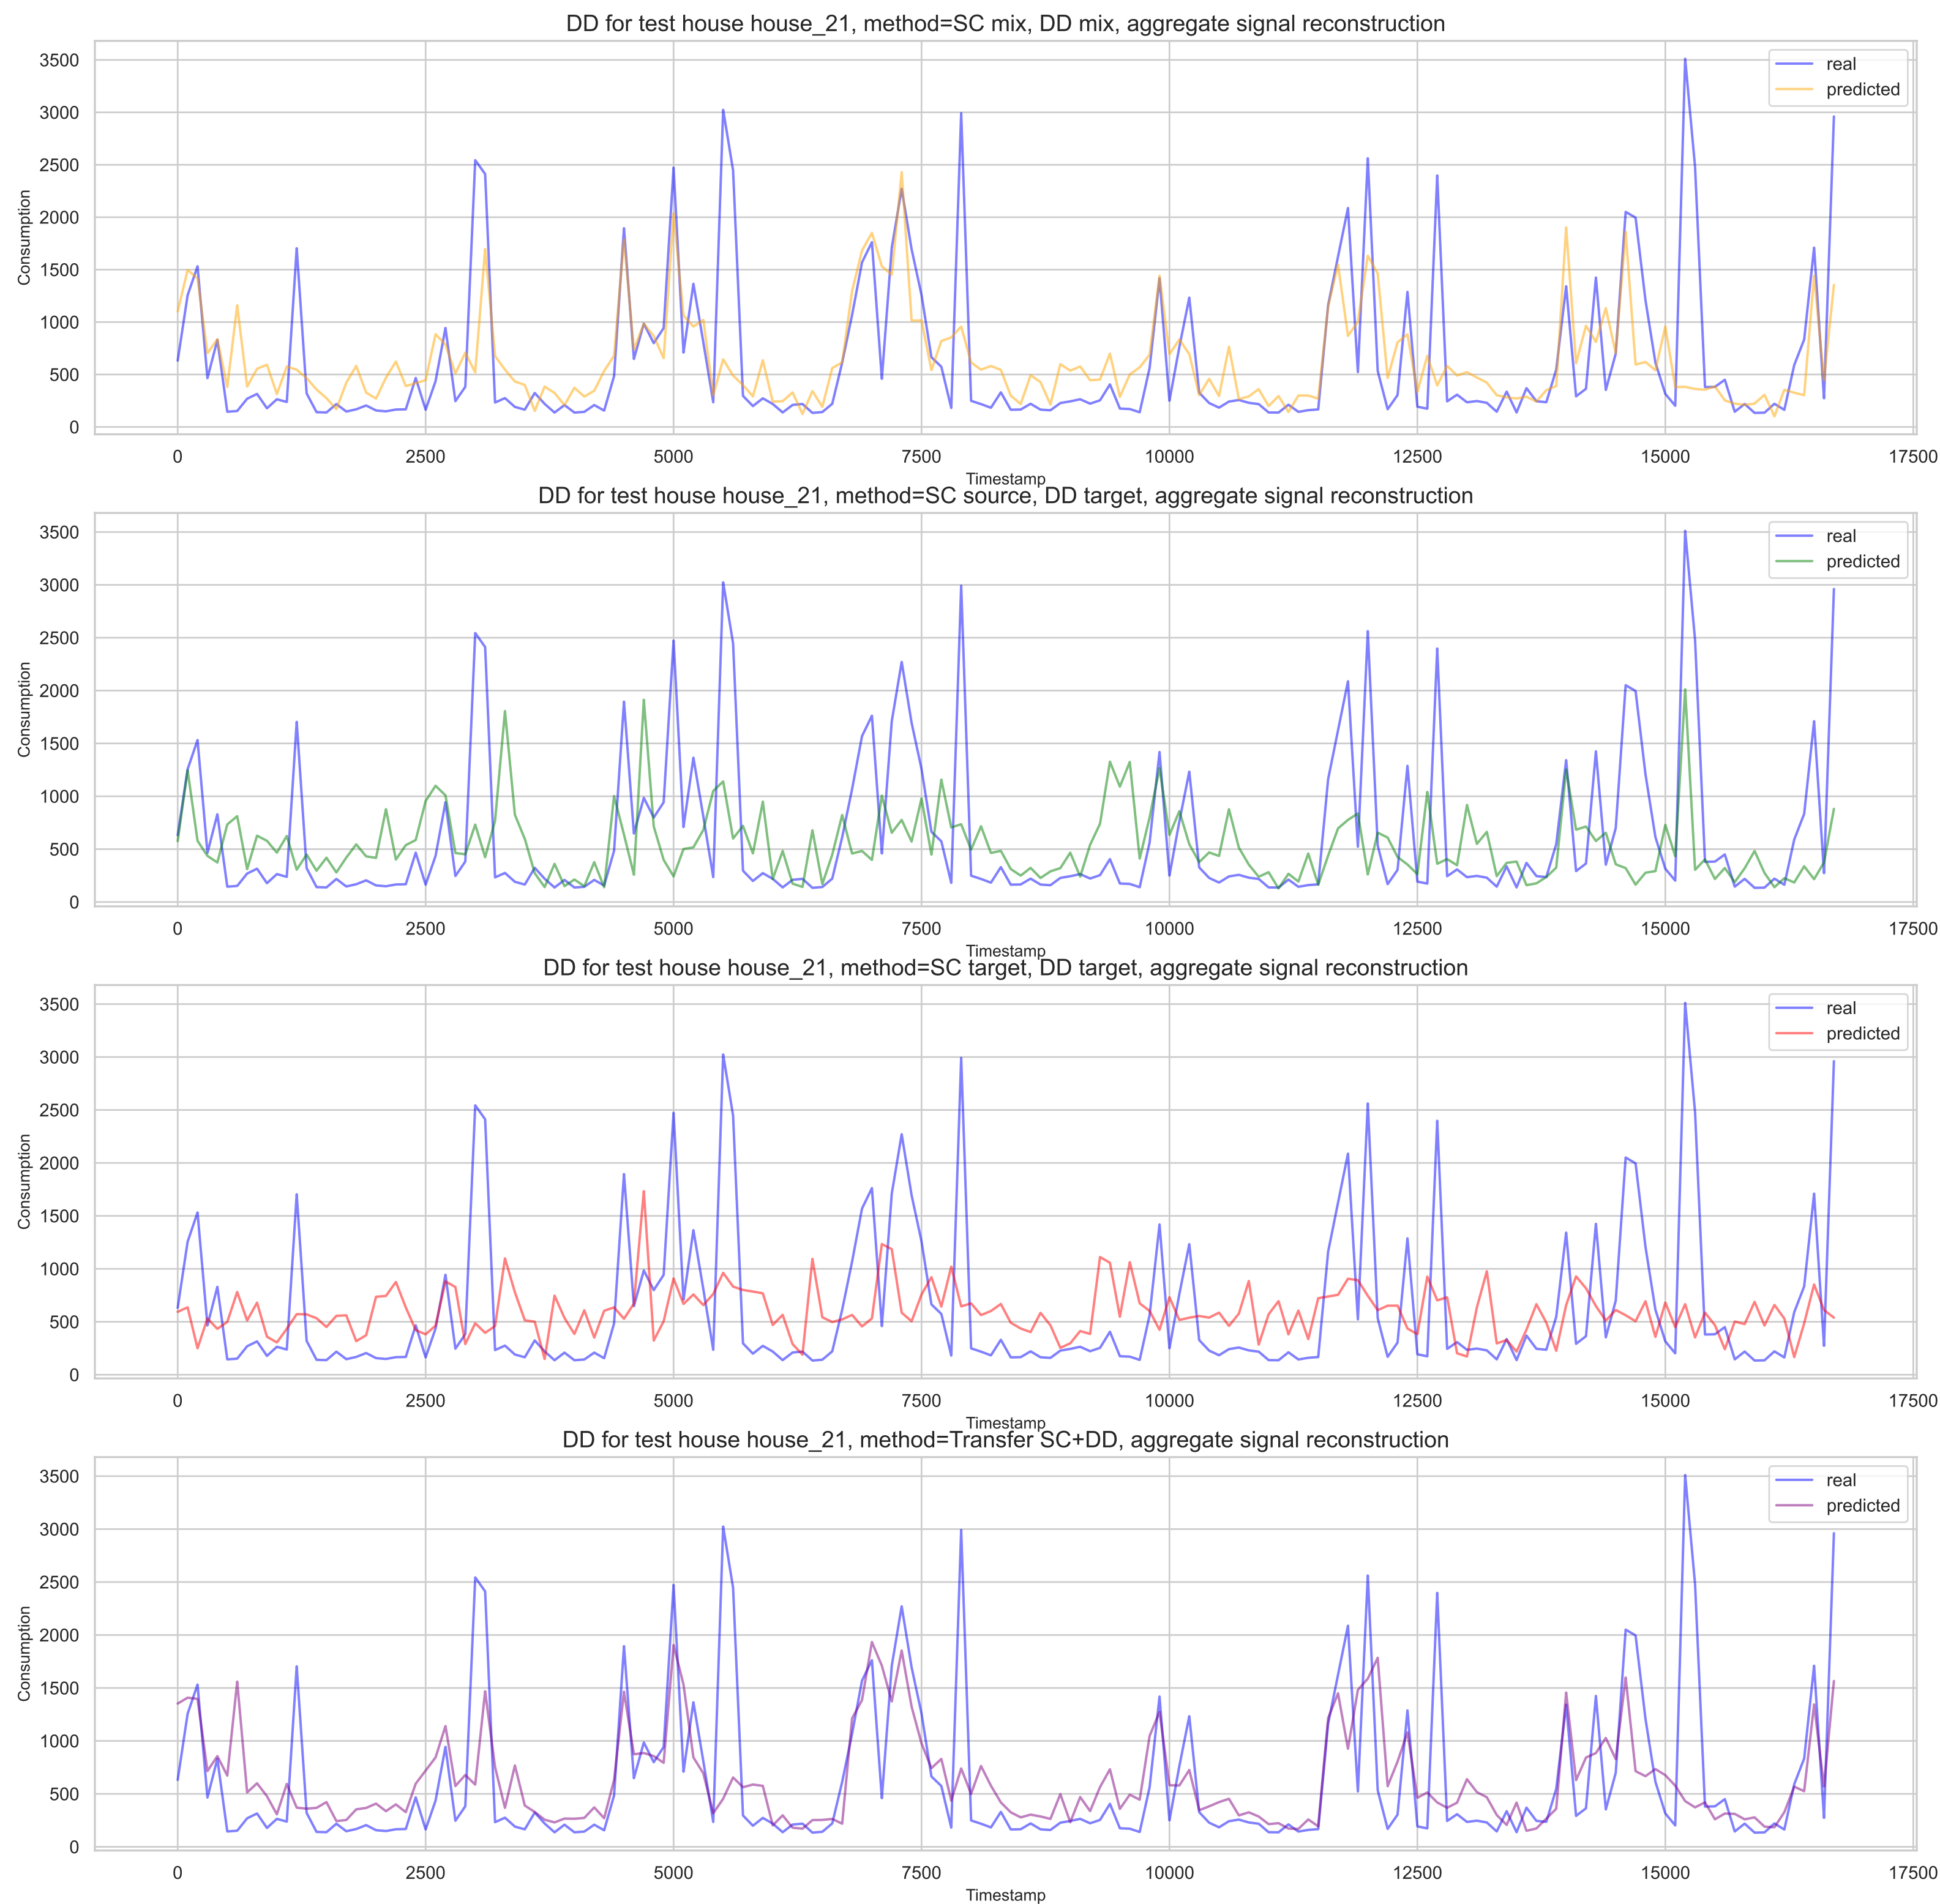 DD for test house house_21, method=SC mix, DD mix, aggregate signal reconstruction
real
predicted
3500
3000
2500
2000
1500
1000
500
0
Consumption
0 2500 5000 7500 10000 12500 15000 17500
Timestamp
DD for test house house_21, method=SC source, DD target, aggregate signal reconstruction
real
predicted
3500
3000
2500
2000
1500
1000
500
0
Consumption
0 2500 5000 7500 10000 12500 15000 17500
Timestamp
DD for test house house_21, method=SC target, DD target, aggregate signal reconstruction
real
predicted
3500
3000
2500
2000
1500
1000
500
0
Consumption
0 2500 5000 7500 10000 12500 15000 17500
Timestamp
DD for test house house_21, method=Transfer SC+DD, aggregate signal reconstruction
real
predicted
3500
3000
2500
2000
1500
1000
500
0
Consumption
0 2500 5000 7500 10000 12500 15000 17500
Timestamp